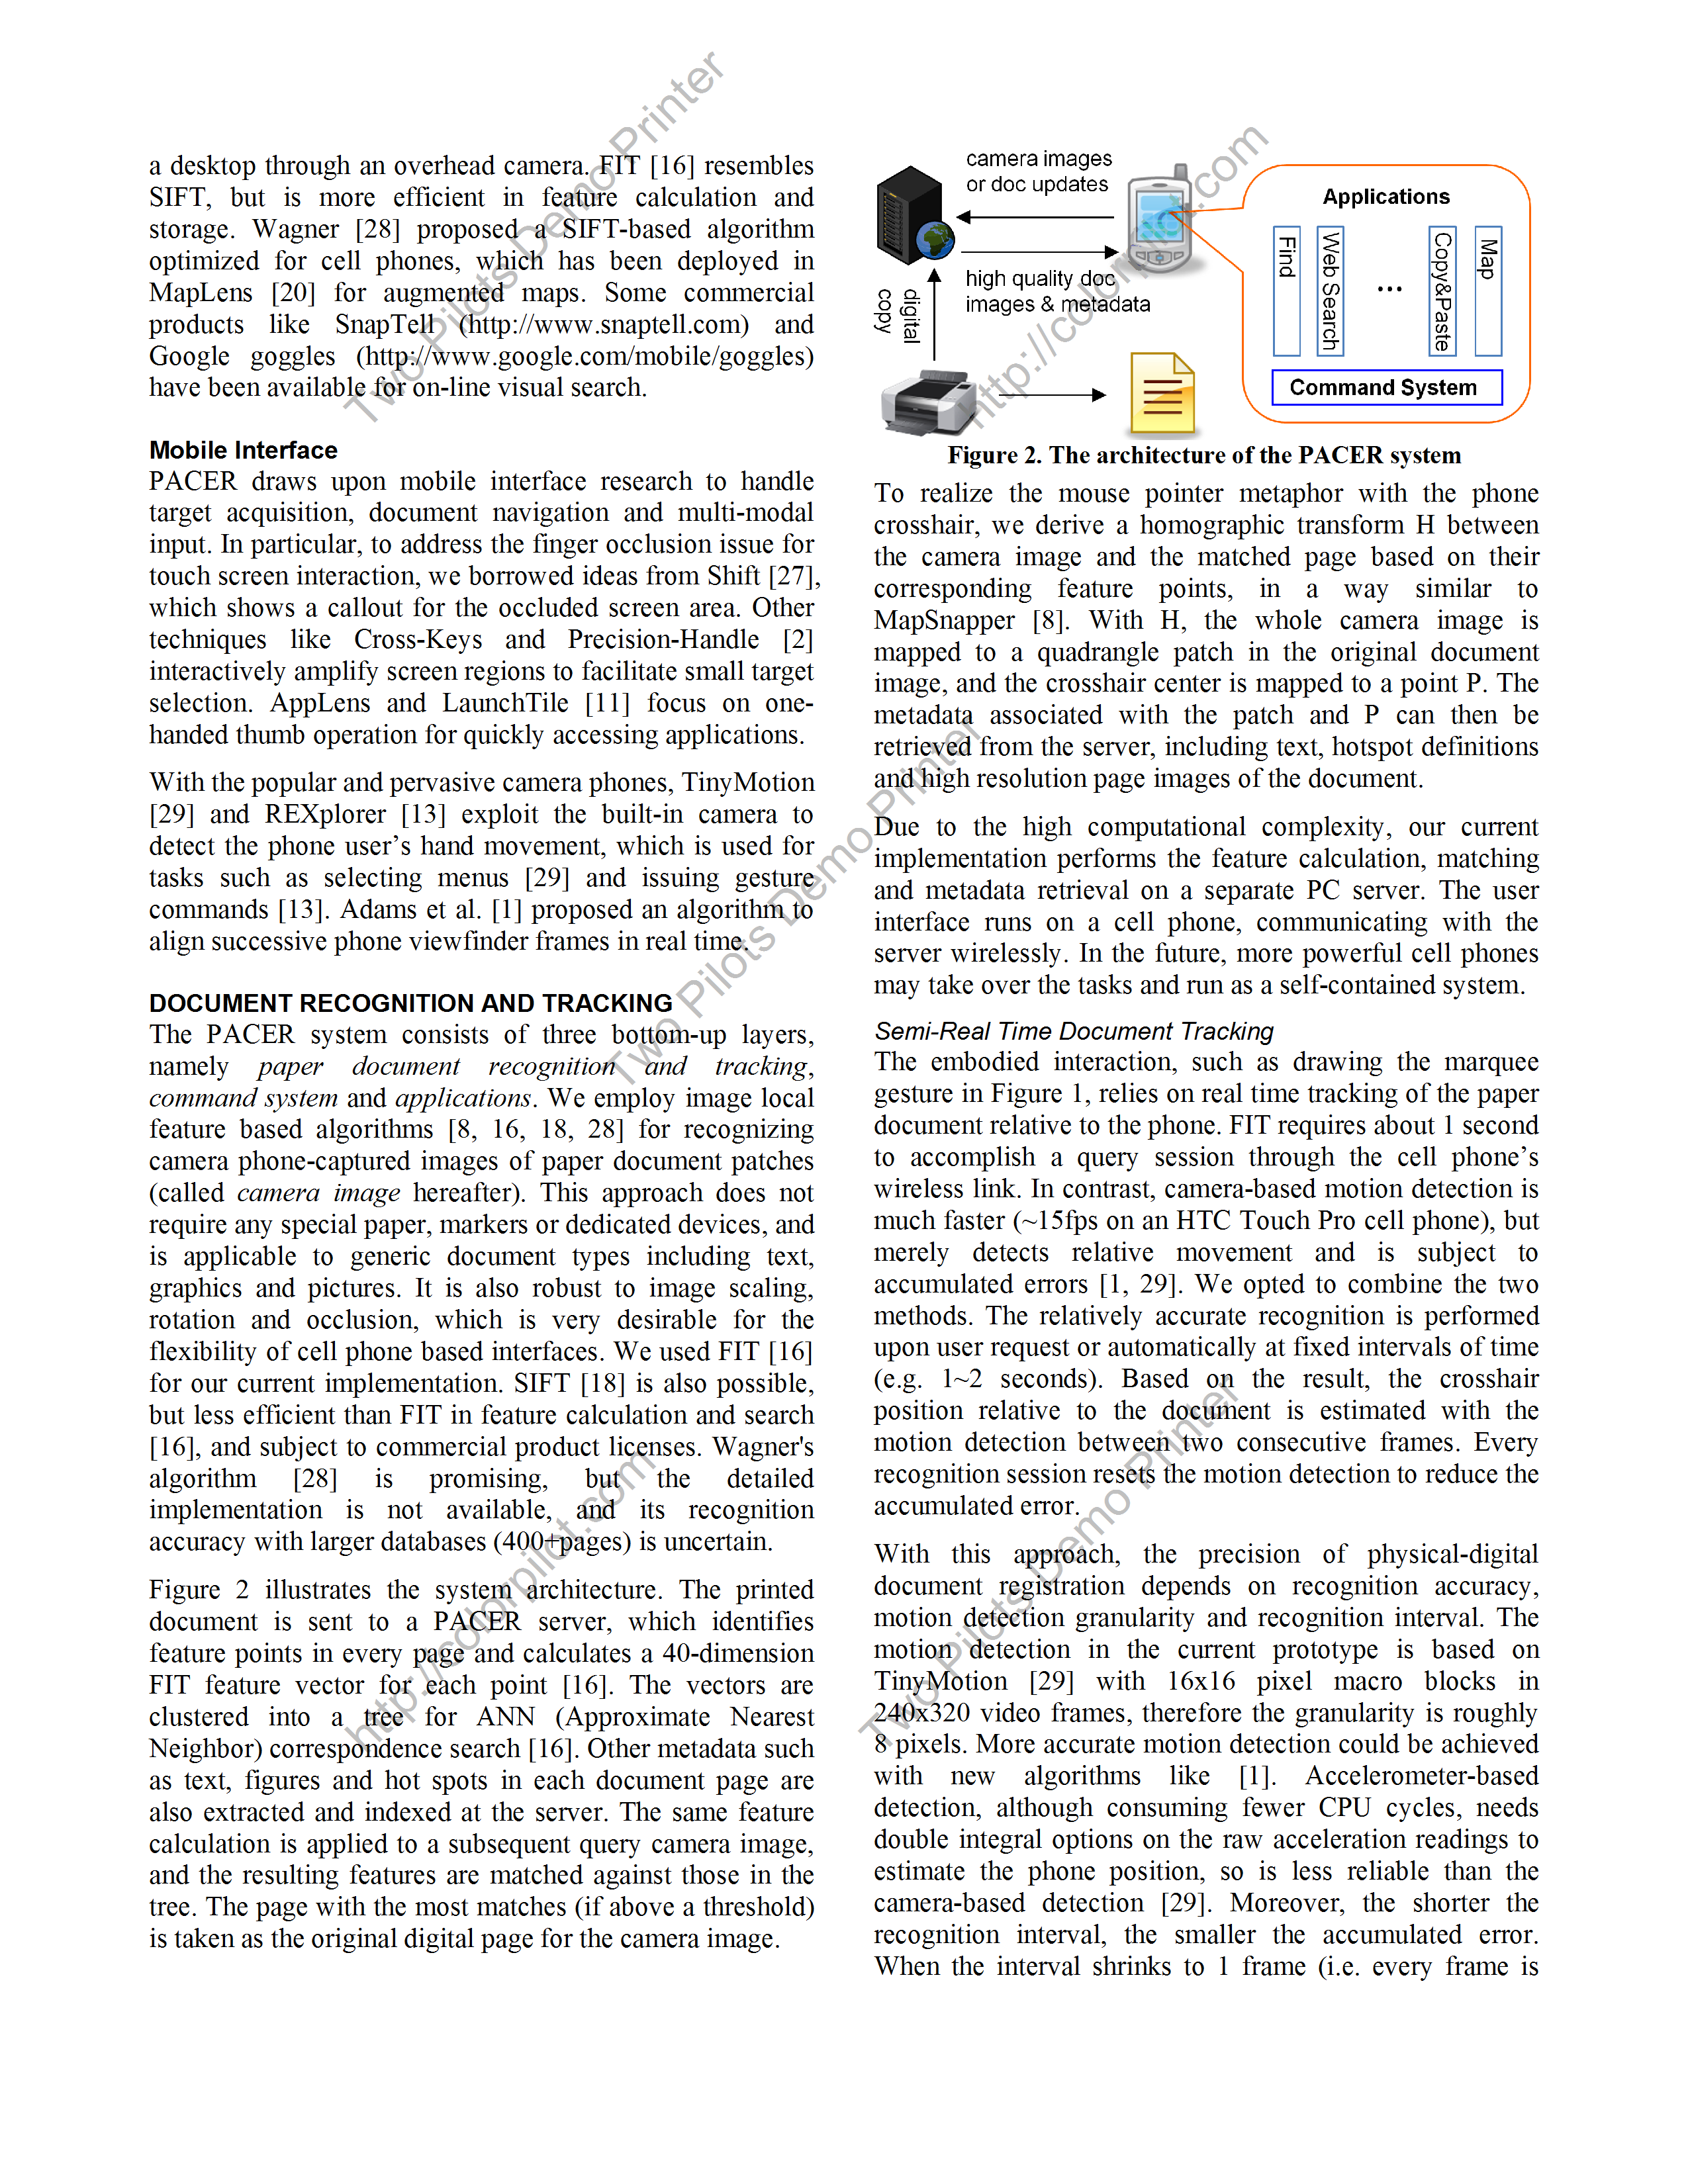 a desktop through an overhead camera. FIT [16] resembles
SIFT, but is more efficient in feature calculation and
storage. Wagner [28] proposed a SIFT-based algorithm
optimized for cell phones, which has been deployed in
MapLens [20] for augmented maps. Some commercial
products like SnapTell (http://www.snaptell.com) and
Google goggles (http://www.google.com/mobile/goggles)
have been available for on-line visual search.
Mobile Interface
PACER draws upon mobile interface research to handle
target acquisition, document navigation and multi-modal
input. In particular, to address the finger occlusion issue for
touch screen interaction, we borrowed ideas from Shift [27],
which shows a callout for the occluded screen area. Other
techniques like Cross-Keys and Precision-Handle [2]
interactively amplify screen regions to facilitate small target
selection. AppLens and LaunchTile [11] focus on one-
handed thumb operation for quickly accessing applications.
With the popular and pervasive camera phones, TinyMotion
[29] and REXplorer [13] exploit the built-in camera to
detect the phone user's hand movement, which is used for
tasks such as selecting menus [29] and issuing gesture
commands [13]. Adams et al. [1] proposed an algorithm to
align successive phone viewfinder frames in real time.
DOCUMENT RECOGNITION AND TRACKING
The PACER system consists of three bottom-up layers,
namely paper document recognition and tracking,
command system and applications. We employ image local
feature based algorithms [8, 16, 18, 28] for recognizing
camera phone-captured images of paper document patches
(called camera image hereafter). This approach does not
require any special paper, markers or dedicated devices, and
is applicable to generic document types including text,
graphics and pictures. It is also robust to image scaling,
rotation and occlusion, which is very desirable for the
flexibility of cell phone based interfaces. We used FIT [16]
for our current implementation. SIFT [18] is also possible,
but less efficient than FIT in feature calculation and search
[16], and subject to commercial product licenses. Wagner's
algorithm [28] is promising, but the detailed
implementation is not available, and its recognition
accuracy with larger databases (400+pages) is uncertain.
Figure 2 illustrates the system architecture. The printed
document is sent to a PACER server, which identifies
feature points in every page and calculates a 40-dimension
FIT feature vector for each point [16]. The vectors are
clustered into a tree for ANN (Approximate Nearest
Neighbor) correspondence search [16]. Other metadata such
as text, figures and hot spots in each document page are
also extracted and indexed at the server. The same feature
calculation is applied to a subsequent query camera image,
and the resulting features are matched against those in the
tree. The page with the most matches (if above a threshold)
is taken as the original digital page for the camera image.
camera images
or doc updates
high quality doc
images & metadata
digital
copy
Applications
Find
Web Search
...
Copy&Paste
Map
Command System
Figure 2. The architecture of the PACER system
To realize the mouse pointer metaphor with the phone
crosshair, we derive a homographic transform H between
the camera image and the matched page based on their
corresponding feature points, in a way similar to
MapSnapper [8]. With H, the whole camera image is
mapped to a quadrangle patch in the original document
image, and the crosshair center is mapped to a point P. The
metadata associated with the patch and P can then be
retrieved from the server, including text, hotspot definitions
and high resolution page images of the document.
Due to the high computational complexity, our current
implementation performs the feature calculation, matching
and metadata retrieval on a separate PC server. The user
interface runs on a cell phone, communicating with the
server wirelessly. In the future, more powerful cell phones
may take over the tasks and run as a self-contained system.
Semi-Real Time Document Tracking
The embodied interaction, such as drawing the marquee
gesture in Figure 1, relies on real time tracking of the paper
document relative to the phone. FIT requires about 1 second
to accomplish a query session through the cell phone's
wireless link. In contrast, camera-based motion detection is
much faster (~15fps on an HTC Touch Pro cell phone), but
merely detects relative movement and is subject to
accumulated errors [1, 29]. We opted to combine the two
methods. The relatively accurate recognition is performed
upon user request or automatically at fixed intervals of time
(e.g. 1~2 seconds). Based on the result, the crosshair
position relative to the document is estimated with the
motion detection between two consecutive frames. Every
recognition session resets the motion detection to reduce the
accumulated error.
With this approach, the precision of physical-digital
document registration depends on recognition accuracy,
motion detection granularity and recognition interval. The
motion detection in the current prototype is based on
TinyMotion [29] with 16x16 pixel macro blocks in
240x320 video frames, therefore the granularity is roughly
8 pixels. More accurate motion detection could be achieved
with new algorithms like [1]. Accelerometer-based
detection, although consuming fewer CPU cycles, needs
double integral options on the raw acceleration readings to
estimate the phone position, so is less reliable than the
camera-based detection [29]. Moreover, the shorter the
recognition interval, the smaller the accumulated error.
When the interval shrinks to 1 frame (i.e. every frame is
Two Pilots Demo Printer
http://colorpilot.com
Two Pilots Demo Printer
http://colorpilot.com
Two Pilots Demo Printer